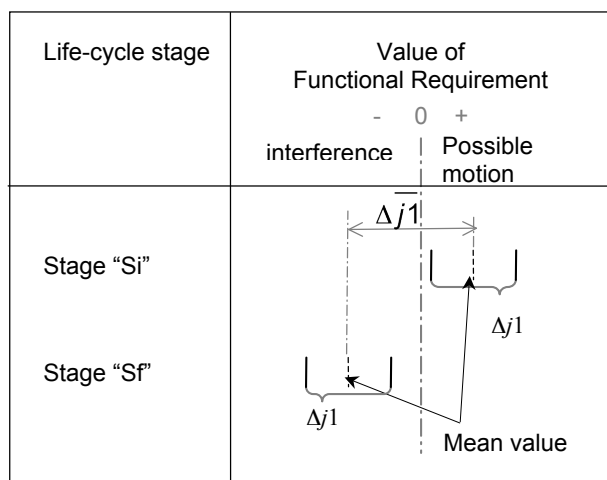 Life-cycle stage
Value of
Functional Requirement
- 0 +
interference
Possible
motion
Δj1
Stage “Si”
Δj1
Stage “Sf”
Δj1
Mean value